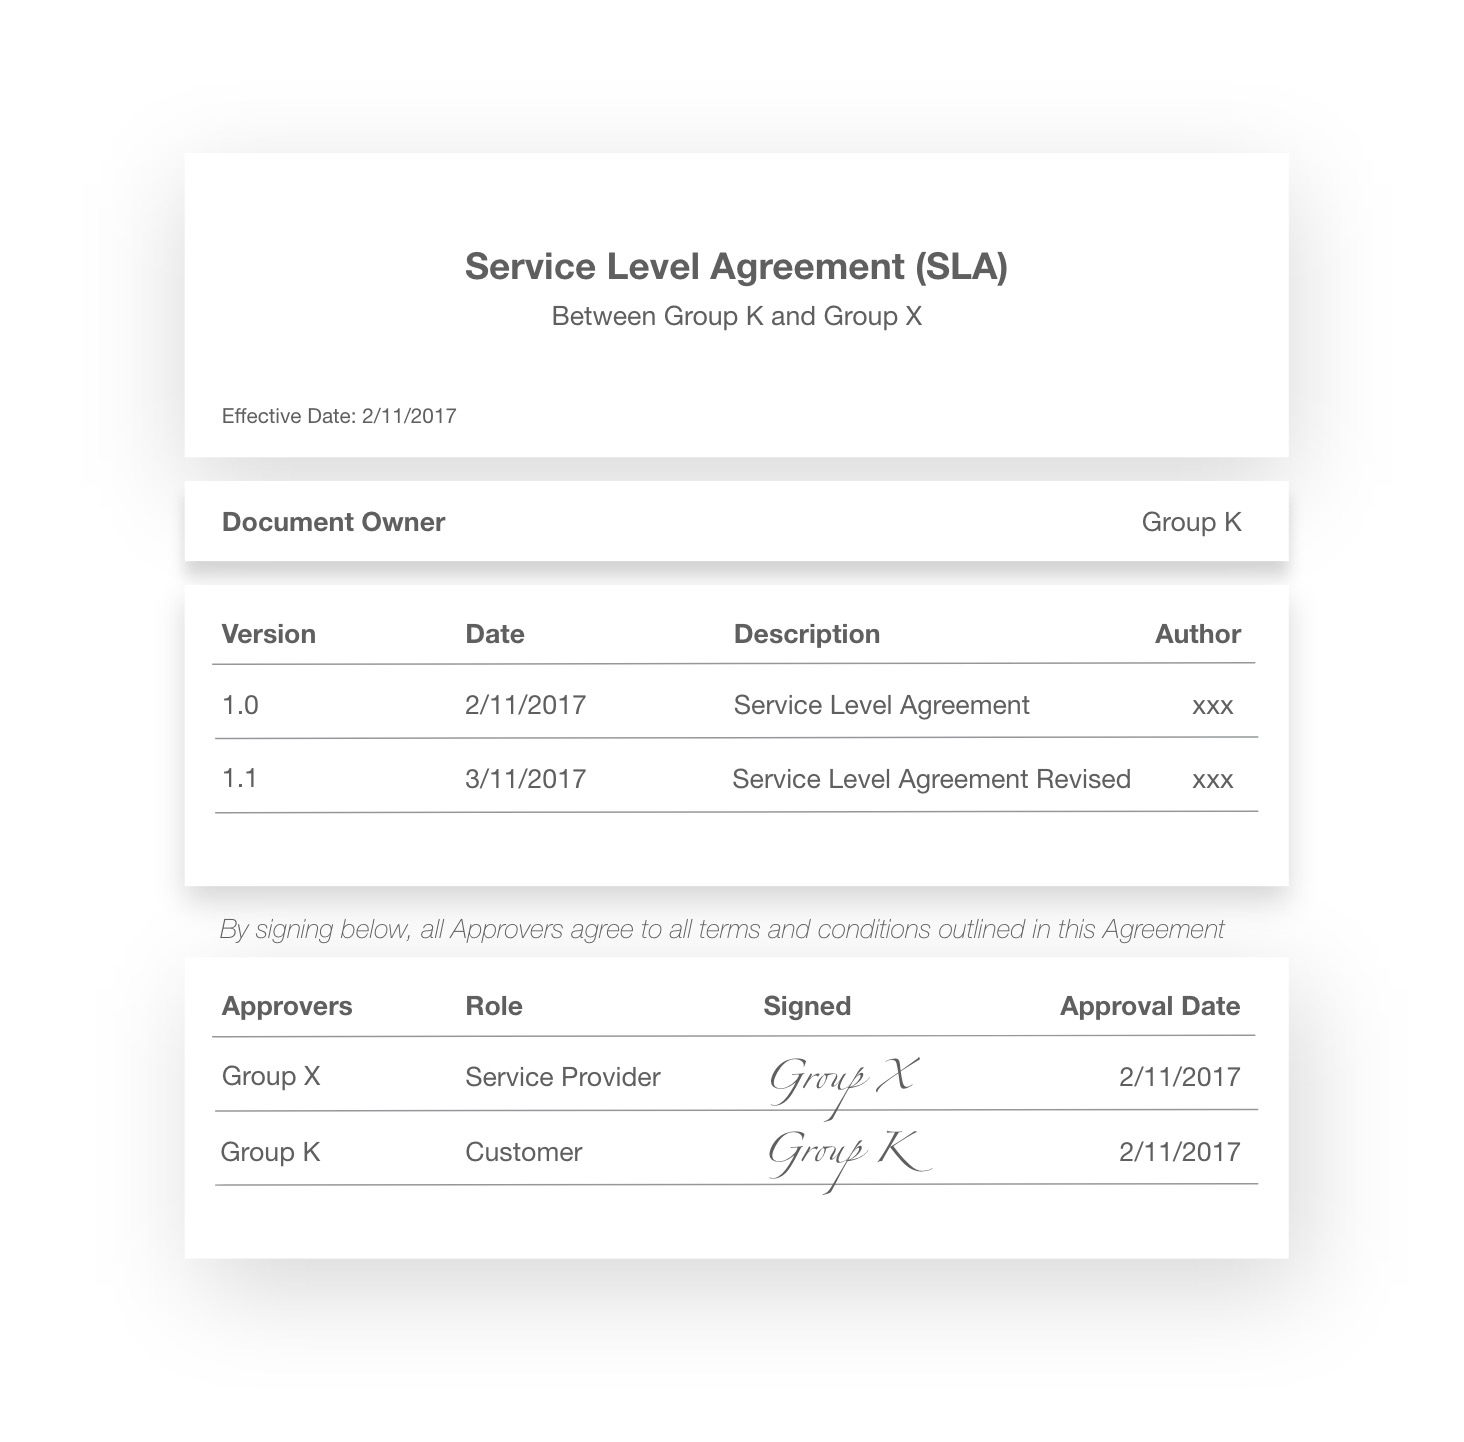 Service Level Agreement (SLA)
Between Group K and Group X
Effective Date: 2/11/2017
Document Owner Group K
Version Date Description Author
1.0 2/11/2017 Service Level Agreement xxx
1.1 3/11/2017 Service Level Agreement Revised xxx
By signing below, all Approvers agree to all terms and conditions outlined in this Agreement
Approvers Role Signed Approval Date
Group X Service Provider Group X 2/11/2017
Group K Customer Group K 2/11/2017